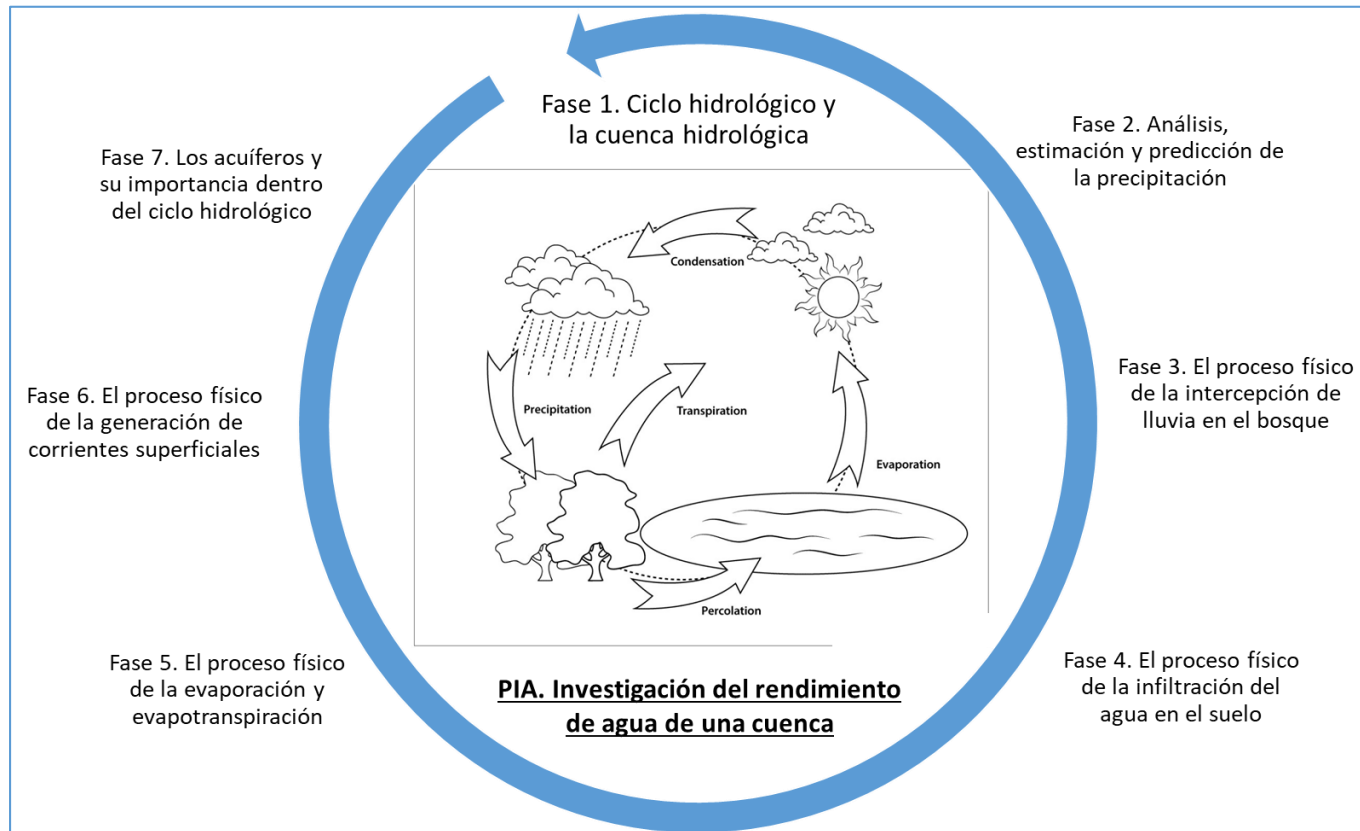 Fase 1. Ciclo hidrológico y
la cuenca hidrológica
Fase 2. Análisis,
estimación y predicción de
la precipitación
Fase 3. El proceso físico
de la intercepción de
lluvia en el bosque
Fase 4. El proceso físico
de la infiltración del
agua en el suelo
Fase 5. El proceso físico
de la evaporación y
evapotranspiración
Fase 6. El proceso físico
de la generación de
corrientes superficiales
Fase 7. Los acuíferos y
su importancia dentro
del ciclo hidrológico
Condensation
Precipitation
Transpiration
Evaporation
Percolation
PIA. Investigación del rendimiento
de agua de una cuenca